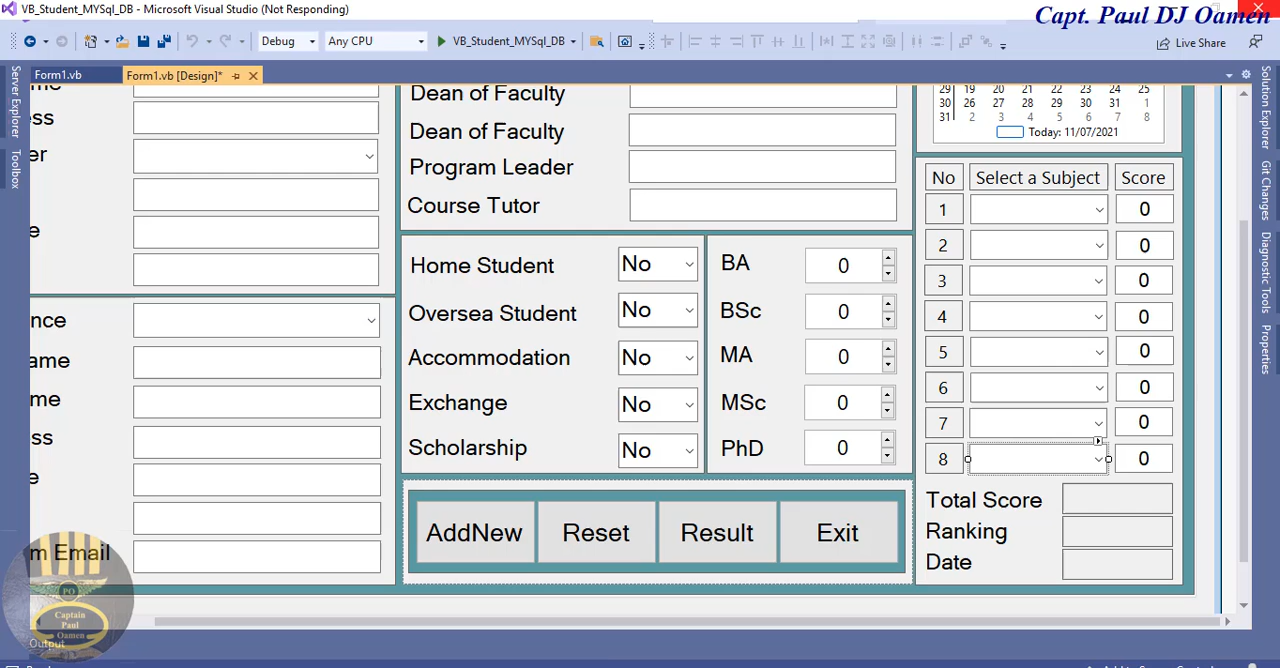 VB_Student_MYSql_DB - Microsoft Visual Studio (Not Responding)
Capt. Paul DJ Oamen
Debug
Any CPU
VB_Student_MYSql_DB
Live Share
Form1.vb
Form1.vb [Design]*
Server Explorer
Toolbox
Solution Explorer
Git Changes
Diagnostic Tools
Properties
ess
er
e
nce
ame
me
ss
e
m Email
Dean of Faculty
Dean of Faculty
Program Leader
Course Tutor
Home Student No
Oversea Student No
Accommodation No
Exchange No
Scholarship No
BA 0
BSc 0
MA 0
MSc 0
PhD 0
AddNew Reset Result Exit
29 19 20 21 22 23 24 25
30 26 27 28 29 30 31 1
31 2 3 4 5 6 7 8
Today: 11/07/2021
No Select a Subject Score
1 0
2 0
3 0
4 0
5 0
6 0
7 0
8 0
Total Score
Ranking
Date
PO
Captain
Paul
Oamen
Output